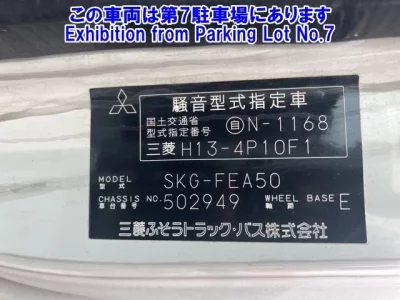 この車両は第7駐車場にあります
Exhibition from Parking Lot No.7
騒音型式指定車
国土交通省
型式指定番号 自 N-1168
三菱 H13-4P10F1
MODEL
型式 SKG-FEA50
CHASSIS NO. 502949 WHEEL BASE E
車台番号 軸距
三菱ふそうトラック・バス株式会社